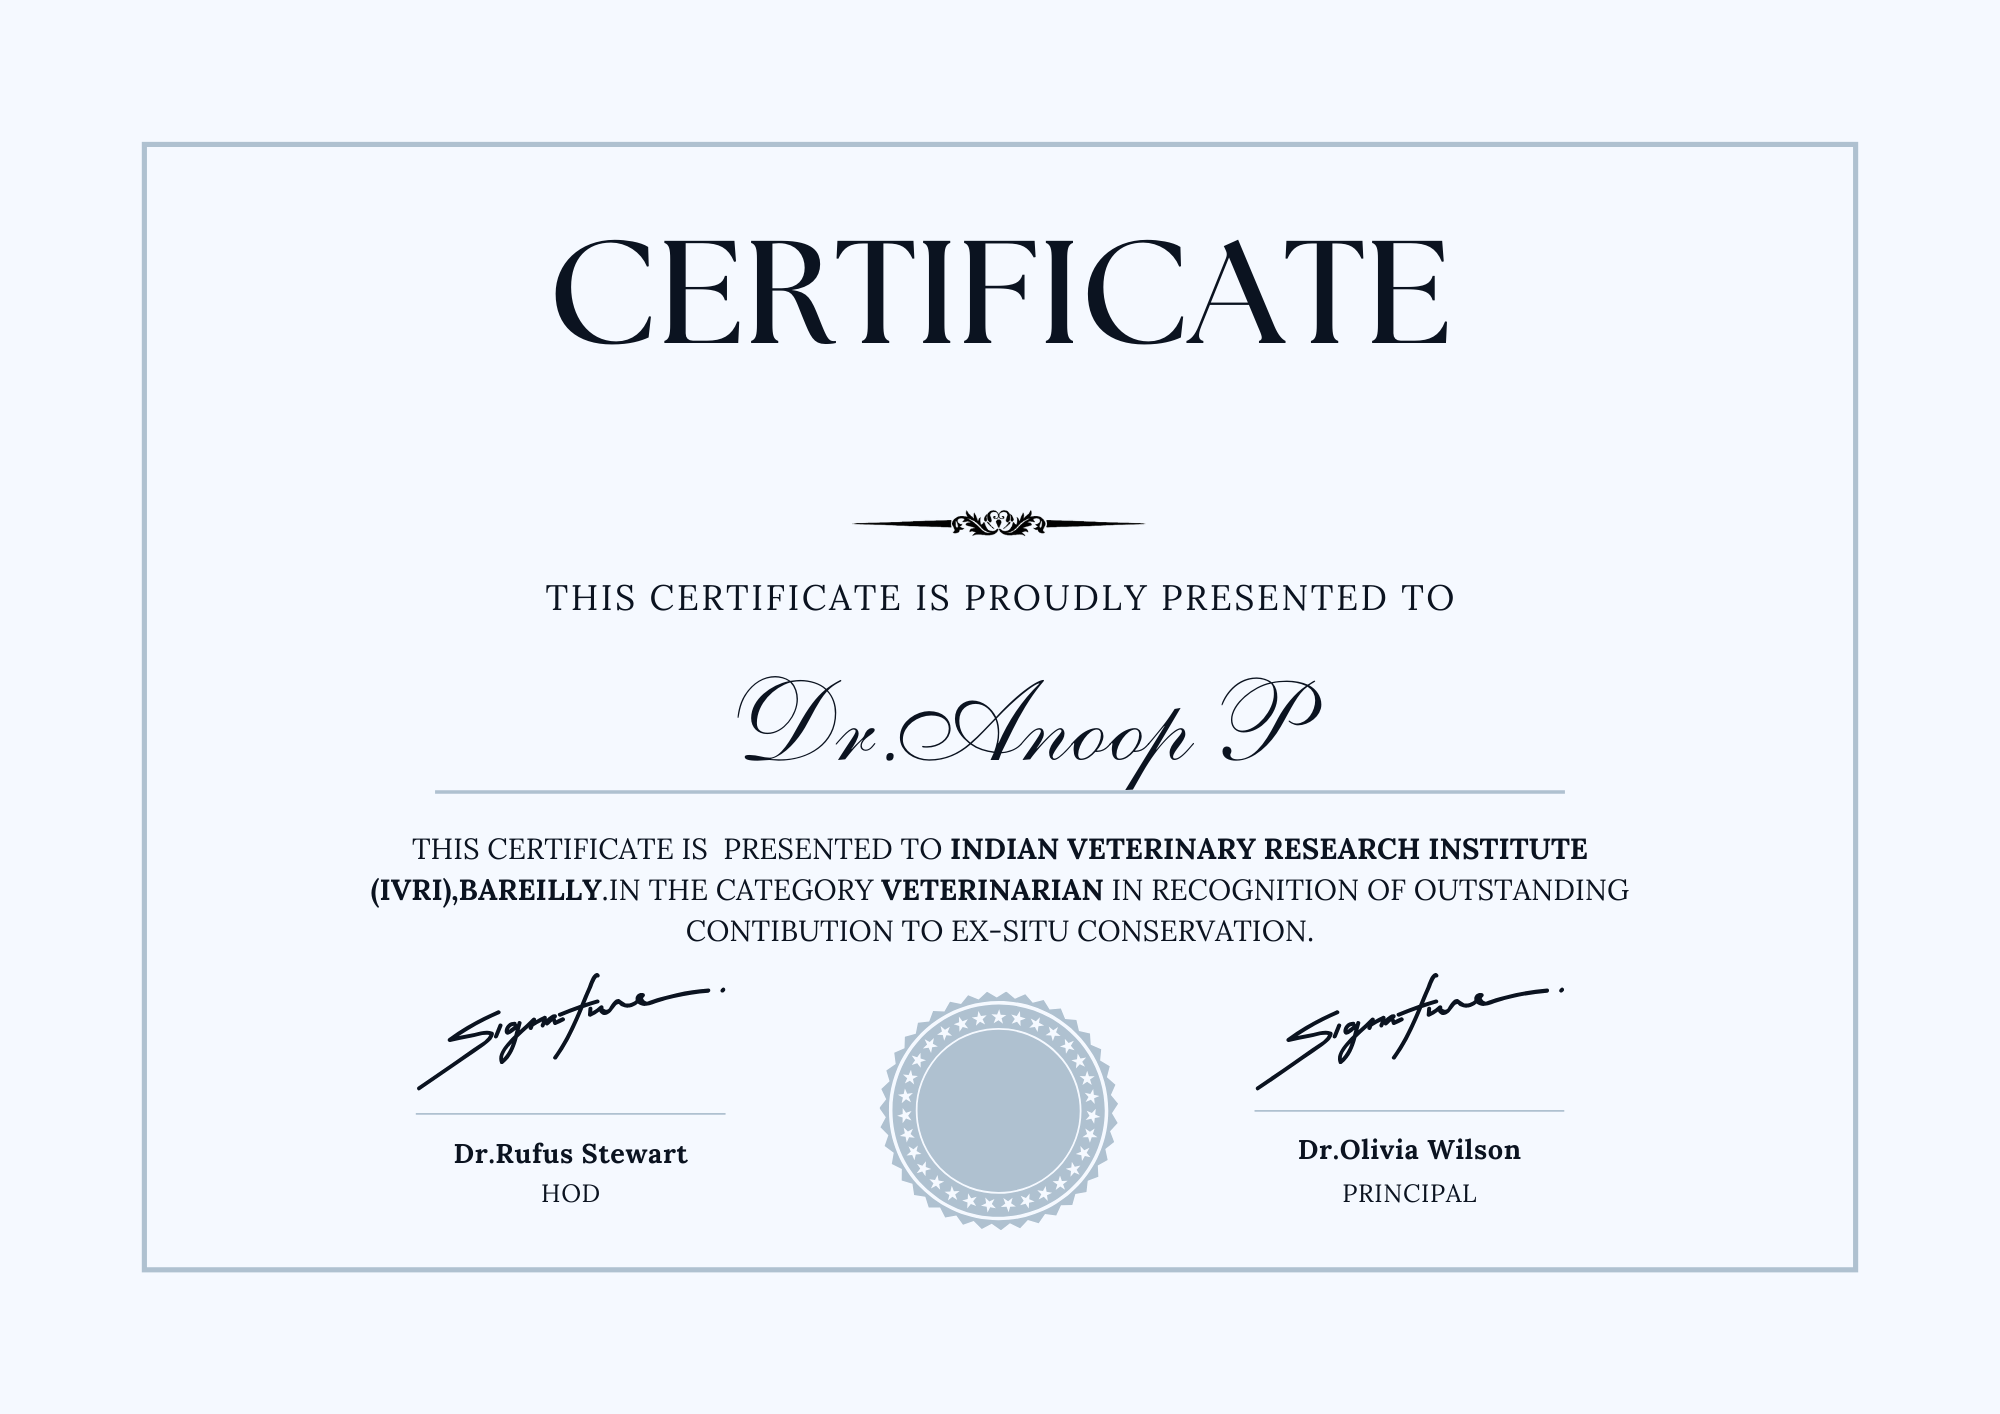 CERTIFICATE
THIS CERTIFICATE IS PROUDLY PRESENTED TO
Dr.Anoop P
THIS CERTIFICATE IS  PRESENTED TO INDIAN VETERINARY RESEARCH INSTITUTE
(IVRI),BAREILLY.IN THE CATEGORY VETERINARIAN IN RECOGNITION OF OUTSTANDING
CONTIBUTION TO EX-SITU CONSERVATION.
Signature Signature
Dr.Rufus Stewart Dr.Olivia Wilson
HOD PRINCIPAL